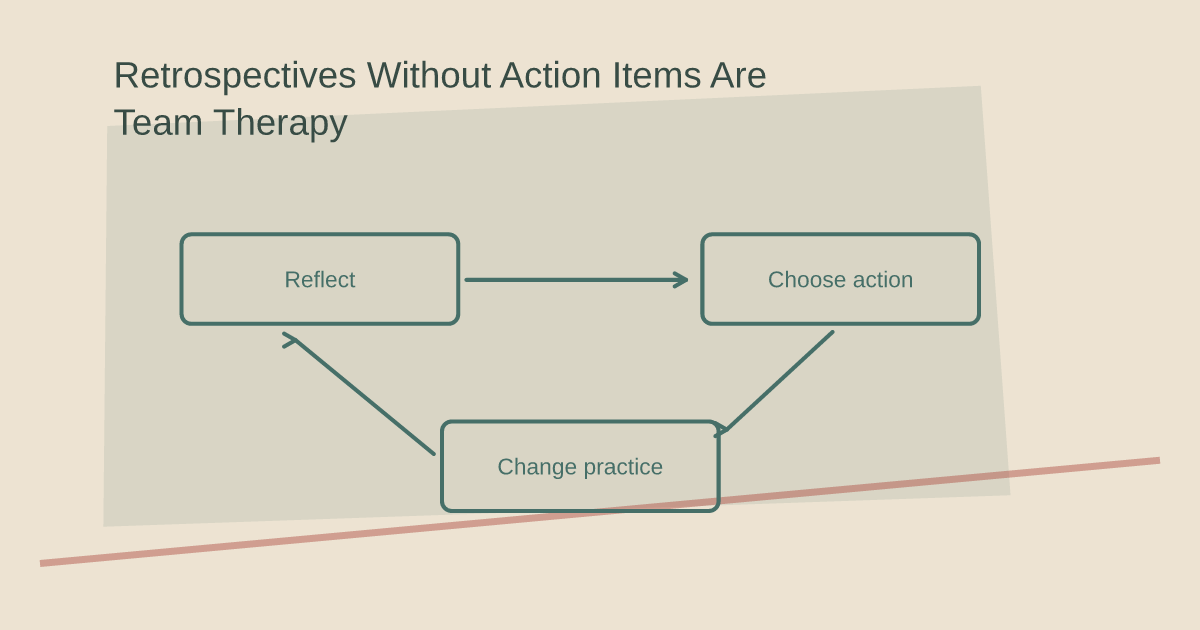 Retrospectives Without Action Items Are
Team Therapy
Reflect
Choose action
Change practice